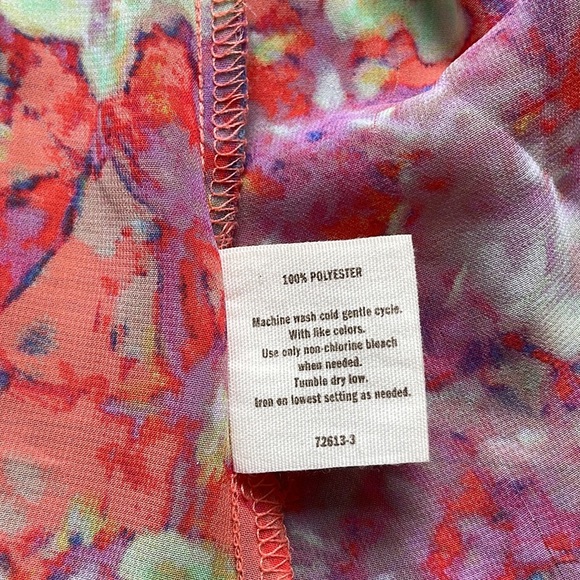 100% POLYESTER
Machine wash cold gentle cycle.
With like colors.
Use only non-chlorine bleach
when needed.
Tumble dry low.
Iron on lowest setting as needed.
72613-3